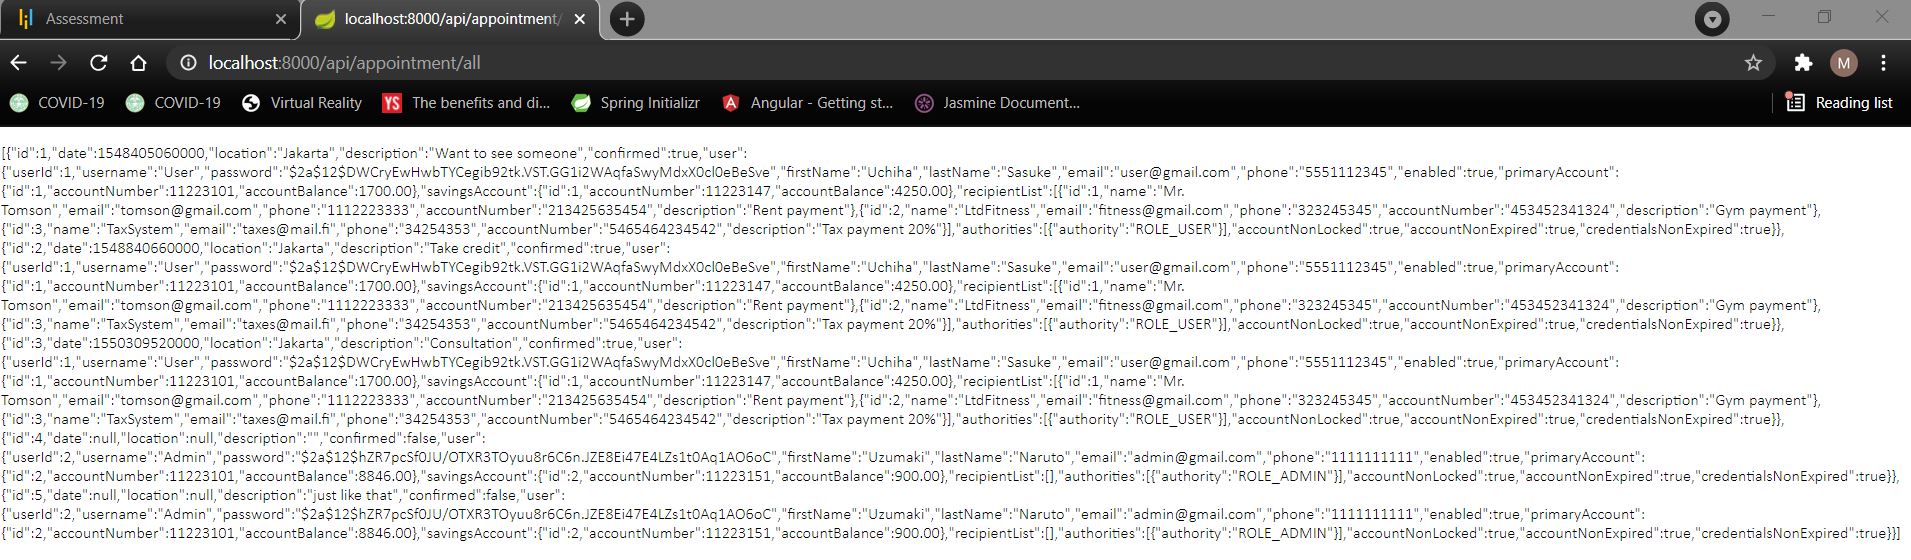 Assessment
localhost:8000/api/appointment/
localhost:8000/api/appointment/all
M
COVID-19
COVID-19
Virtual Reality
YS
The benefits and di...
Spring Initializr
Angular - Getting st...
Jasmine Document...
Reading list
[{"id":1,"date":1548405060000,"location":"Jakarta","description":"Want to see someone","confirmed":true,"user":
{"userId":1,"username":"User","password":"$2a$12$DWCryEwHwbTYCegib92tk.VST.GG1i2WAqfaSwyMdxX0cl0eBeSve","firstName":"Uchiha","lastName":"Sasuke","email":"user@gmail.com","phone":"5551112345","enabled":true,"primaryAccount":
{"id":1,"accountNumber":11223101,"accountBalance":1700.00},"savingsAccount":{"id":1,"accountNumber":11223147,"accountBalance":4250.00},"recipientList":[{"id":1,"name":"Mr.
Tomson","email":"tomson@gmail.com","phone":"1112223333","accountNumber":"213425635454","description":"Rent payment"},{"id":2,"name":"LtdFitness","email":"fitness@gmail.com","phone":"323245345","accountNumber":"453452341324","description":"Gym payment"},
{"id":3,"name":"TaxSystem","email":"taxes@mail.fi","phone":"34254353","accountNumber":"5465464234542","description":"Tax payment 20%"}],"authorities":[{"authority":"ROLE_USER"}],"accountNonLocked":true,"accountNonExpired":true,"credentialsNonExpired":true}},
{"id":2,"date":1548840660000,"location":"Jakarta","description":"Take credit","confirmed":true,"user":
{"userId":1,"username":"User","password":"$2a$12$DWCryEwHwbTYCegib92tk.VST.GG1i2WAqfaSwyMdxX0cl0eBeSve","firstName":"Uchiha","lastName":"Sasuke","email":"user@gmail.com","phone":"5551112345","enabled":true,"primaryAccount":
{"id":1,"accountNumber":11223101,"accountBalance":1700.00},"savingsAccount":{"id":1,"accountNumber":11223147,"accountBalance":4250.00},"recipientList":[{"id":1,"name":"Mr.
Tomson","email":"tomson@gmail.com","phone":"1112223333","accountNumber":"213425635454","description":"Rent payment"},{"id":2,"name":"LtdFitness","email":"fitness@gmail.com","phone":"323245345","accountNumber":"453452341324","description":"Gym payment"},
{"id":3,"name":"TaxSystem","email":"taxes@mail.fi","phone":"34254353","accountNumber":"5465464234542","description":"Tax payment 20%"}],"authorities":[{"authority":"ROLE_USER"}],"accountNonLocked":true,"accountNonExpired":true,"credentialsNonExpired":true}},
{"id":3,"date":1550309520000,"location":"Jakarta","description":"Consultation","confirmed":true,"user":
{"userId":1,"username":"User","password":"$2a$12$DWCryEwHwbTYCegib92tk.VST.GG1i2WAqfaSwyMdxX0cl0eBeSve","firstName":"Uchiha","lastName":"Sasuke","email":"user@gmail.com","phone":"5551112345","enabled":true,"primaryAccount":
{"id":1,"accountNumber":11223101,"accountBalance":1700.00},"savingsAccount":{"id":1,"accountNumber":11223147,"accountBalance":4250.00},"recipientList":[{"id":1,"name":"Mr.
Tomson","email":"tomson@gmail.com","phone":"1112223333","accountNumber":"213425635454","description":"Rent payment"},{"id":2,"name":"LtdFitness","email":"fitness@gmail.com","phone":"323245345","accountNumber":"453452341324","description":"Gym payment"},
{"id":3,"name":"TaxSystem","email":"taxes@mail.fi","phone":"34254353","accountNumber":"5465464234542","description":"Tax payment 20%"}],"authorities":[{"authority":"ROLE_USER"}],"accountNonLocked":true,"accountNonExpired":true,"credentialsNonExpired":true}},
{"id":4,"date":null,"location":null,"description":"","confirmed":false,"user":
{"userId":2,"username":"Admin","password":"$2a$12$hZR7pcSf0JU/OTXR3TOyuu8r6C6n.JZE8Ei47E4LZs1t0Aq1AO6oC","firstName":"Uzumaki","lastName":"Naruto","email":"admin@gmail.com","phone":"1111111111","enabled":true,"primaryAccount":
{"id":2,"accountNumber":11223101,"accountBalance":8846.00},"savingsAccount":{"id":2,"accountNumber":11223151,"accountBalance":900.00},"recipientList":[],"authorities":[{"authority":"ROLE_ADMIN"}],"accountNonLocked":true,"accountNonExpired":true,"credentialsNonExpired":true}},
{"id":5,"date":null,"location":null,"description":"just like that","confirmed":false,"user":
{"userId":2,"username":"Admin","password":"$2a$12$hZR7pcSf0JU/OTXR3TOyuu8r6C6n.JZE8Ei47E4LZs1t0Aq1AO6oC","firstName":"Uzumaki","lastName":"Naruto","email":"admin@gmail.com","phone":"1111111111","enabled":true,"primaryAccount":
{"id":2,"accountNumber":11223101,"accountBalance":8846.00},"savingsAccount":{"id":2,"accountNumber":11223151,"accountBalance":900.00},"recipientList":[],"authorities":[{"authority":"ROLE_ADMIN"}],"accountNonLocked":true,"accountNonExpired":true,"credentialsNonExpired":true}}]